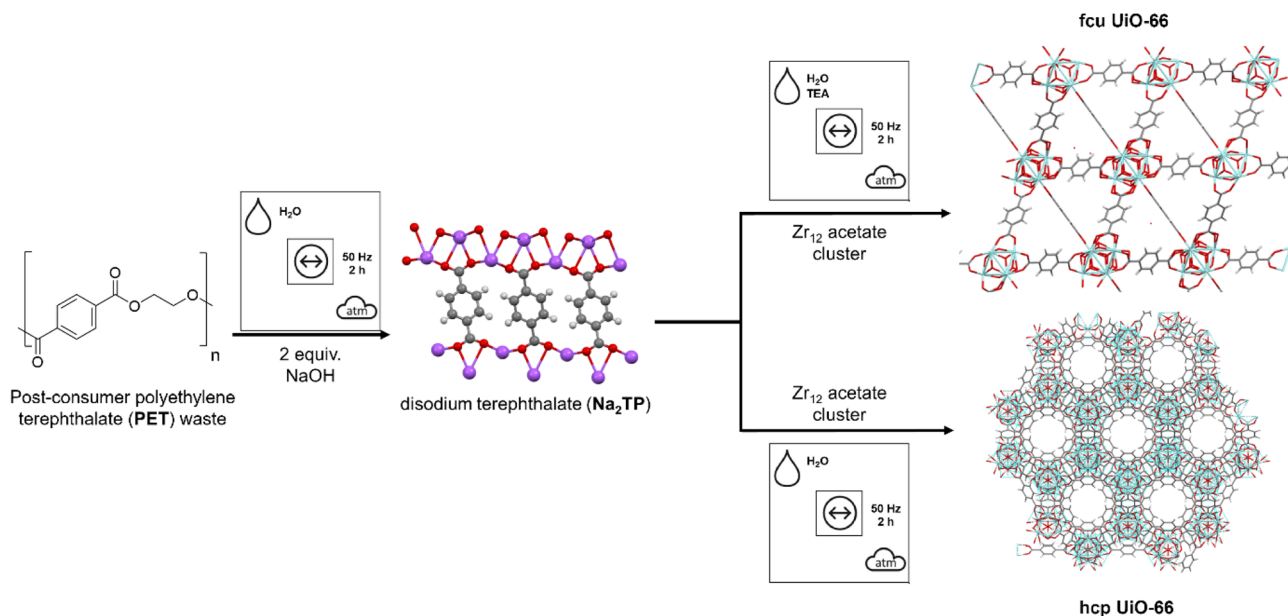 fcu UiO-66
H₂O
TEA
50 Hz
2 h
atm
Zr₁₂ acetate
cluster
H₂O
50 Hz
2 h
atm
2 equiv.
NaOH
O
O
O
O
n
Post-consumer polyethylene
terephthalate (PET) waste
disodium terephthalate (Na₂TP)
Zr₁₂ acetate
cluster
H₂O
50 Hz
2 h
atm
hcp UiO-66